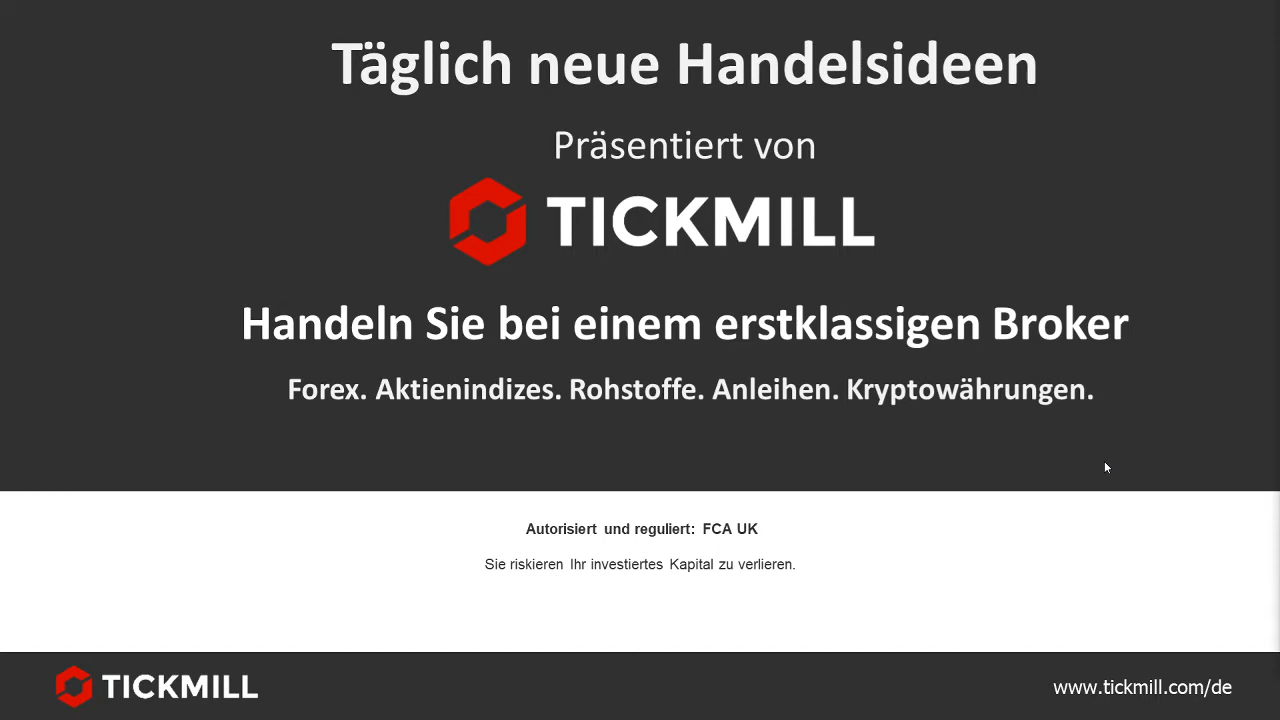 Täglich neue Handelsideen
Präsentiert von
TICKMILL
Handeln Sie bei einem erstklassigen Broker
Forex. Aktienindizes. Rohstoffe. Anleihen. Kryptowährungen.
Autorisiert und reguliert: FCA UK
Sie riskieren Ihr investiertes Kapital zu verlieren.
TICKMILL
www.tickmill.com/de